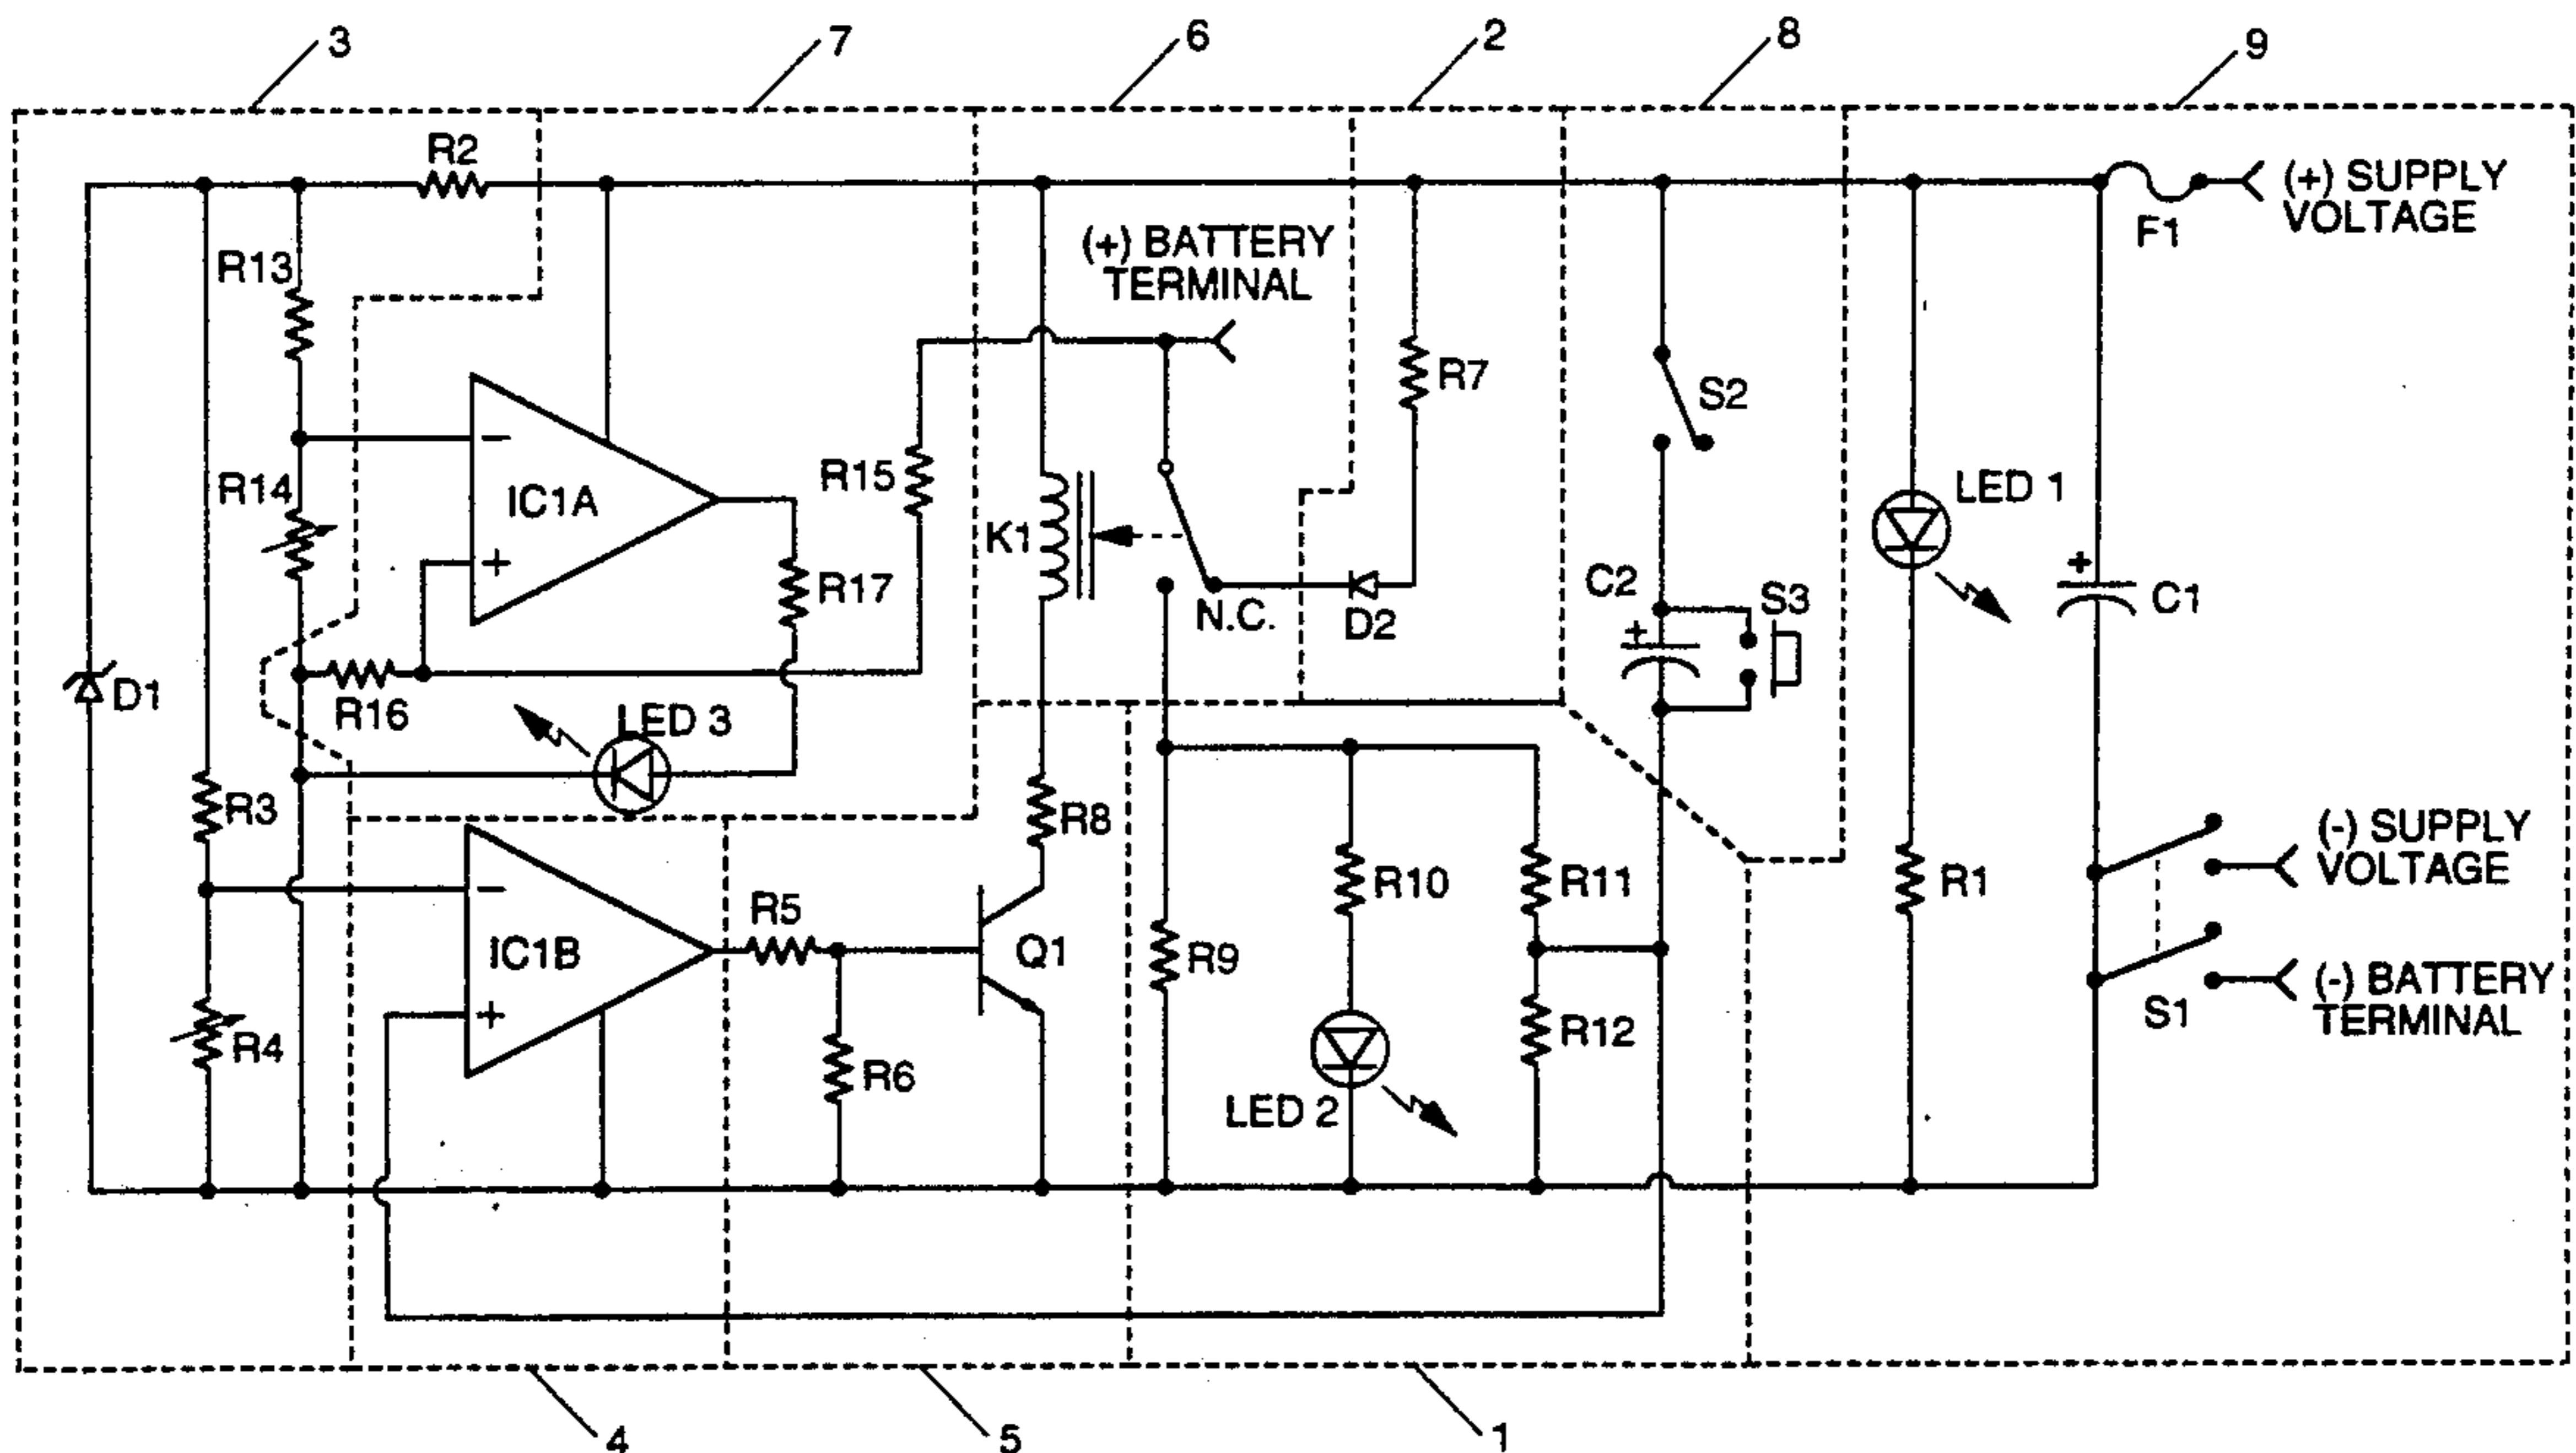 3
7
6
2
8
9
R2
(+) SUPPLY
VOLTAGE
F1
R13
(+) BATTERY
TERMINAL
R7
S2
−
R14
IC1A
R15
LED 1
+
K1
R17
N.C.
D2
C2
+
S3
+
C1
D1
R16
LED 3
R3
R8
(-) SUPPLY
VOLTAGE
−
R5
R10
R11
R1
IC1B
Q1
R9
(-) BATTERY
TERMINAL
S1
+
R4
R6
R12
LED 2
4
5
1